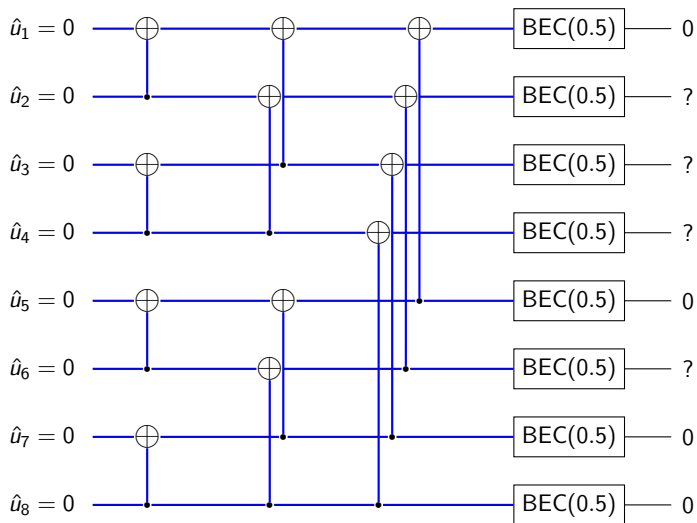 û₁ = 0 BEC(0.5) 0
û₂ = 0 BEC(0.5) ?
û₃ = 0 BEC(0.5) ?
û₄ = 0 BEC(0.5) ?
û₅ = 0 BEC(0.5) 0
û₆ = 0 BEC(0.5) ?
û₇ = 0 BEC(0.5) 0
û₈ = 0 BEC(0.5) 0